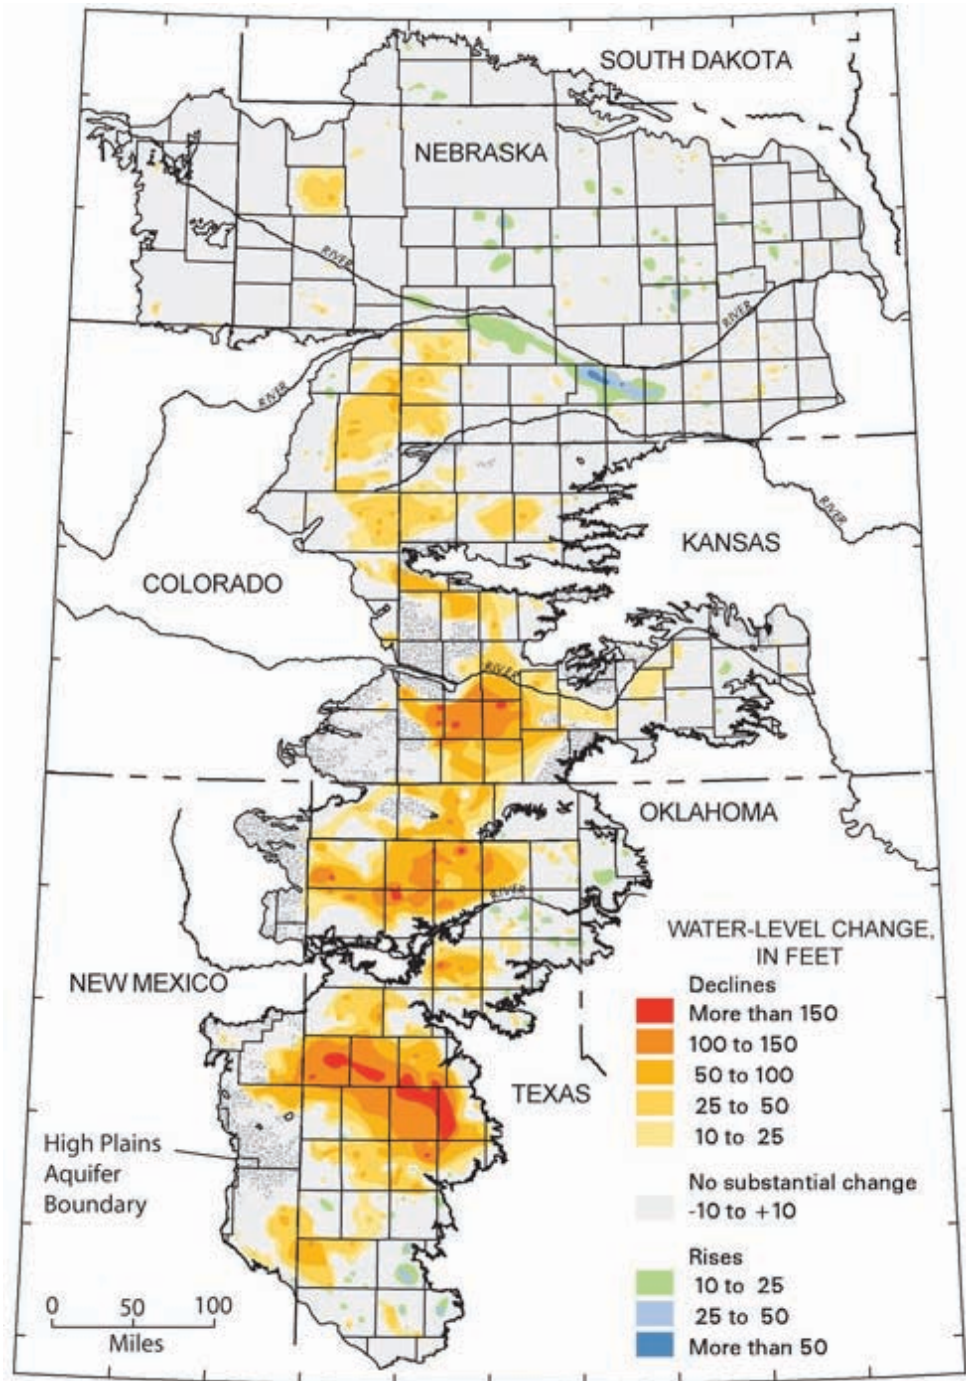 SOUTH DAKOTA
NEBRASKA
RIVER
RIVER
RIVER
RIVER
KANSAS
COLORADO
RIVER
OKLAHOMA
RIVER
WATER-LEVEL CHANGE,
IN FEET
NEW MEXICO
Declines
More than 150
100 to 150
50 to 100
25 to 50
10 to 25
TEXAS
High Plains
Aquifer
Boundary
No substantial change
-10 to +10
Rises
10 to 25
25 to 50
More than 50
0 50 100
Miles